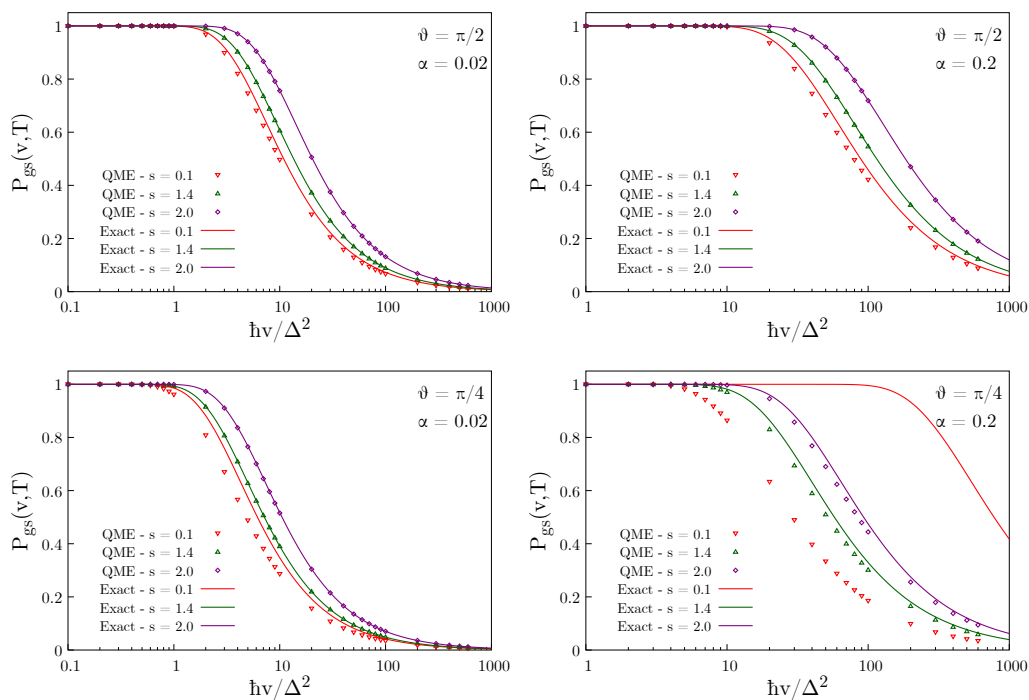 P_gs(v,T)
1
0.8
0.6
0.4
0.2
0
ϑ = π/2
α = 0.02
QME - s = 0.1
QME - s = 1.4
QME - s = 2.0
Exact - s = 0.1
Exact - s = 1.4
Exact - s = 2.0
0.1 1 10 100 1000
ħv/Δ²
P_gs(v,T)
1
0.8
0.6
0.4
0.2
0
ϑ = π/2
α = 0.2
QME - s = 0.1
QME - s = 1.4
QME - s = 2.0
Exact - s = 0.1
Exact - s = 1.4
Exact - s = 2.0
1 10 100 1000
ħv/Δ²
P_gs(v,T)
1
0.8
0.6
0.4
0.2
0
ϑ = π/4
α = 0.02
QME - s = 0.1
QME - s = 1.4
QME - s = 2.0
Exact - s = 0.1
Exact - s = 1.4
Exact - s = 2.0
0.1 1 10 100 1000
ħv/Δ²
P_gs(v,T)
1
0.8
0.6
0.4
0.2
0
ϑ = π/4
α = 0.2
QME - s = 0.1
QME - s = 1.4
QME - s = 2.0
Exact - s = 0.1
Exact - s = 1.4
Exact - s = 2.0
1 10 100 1000
ħv/Δ²